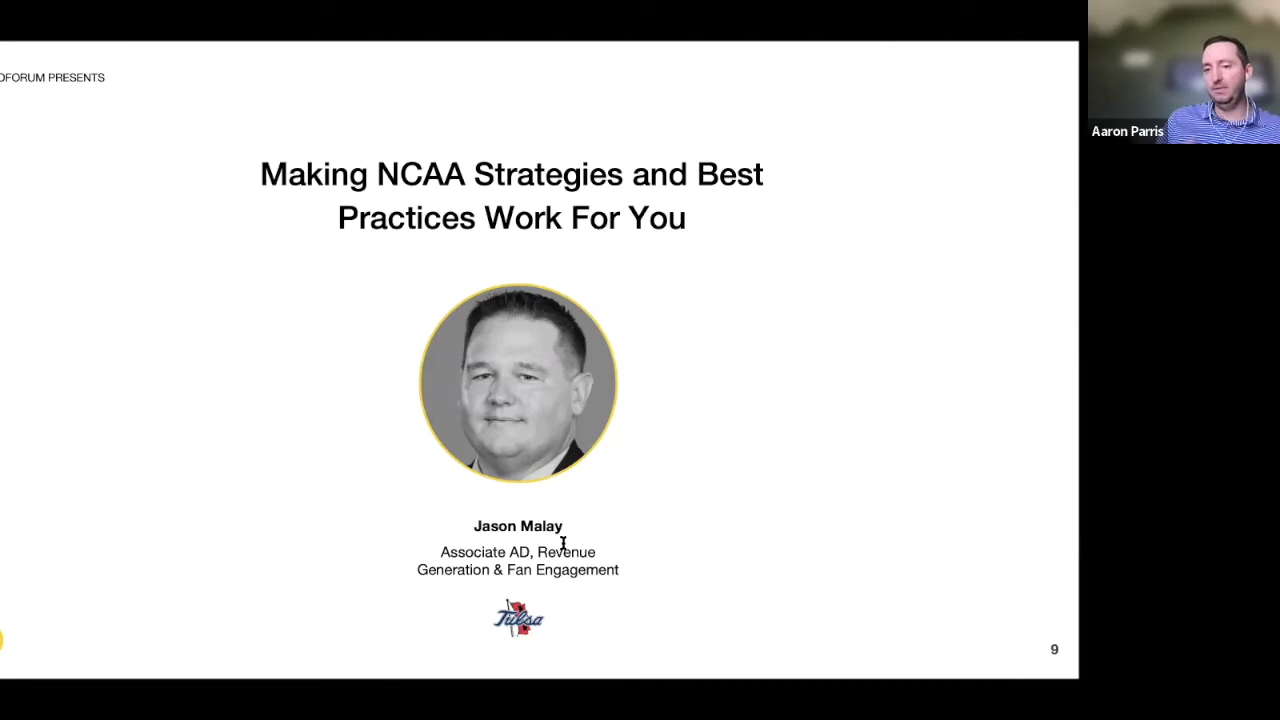 OFORUM PRESENTS
Aaron Parris
Making NCAA Strategies and Best
Practices Work For You
Jason Malay
Associate AD, Revenue
Generation & Fan Engagement
Tulsa
9